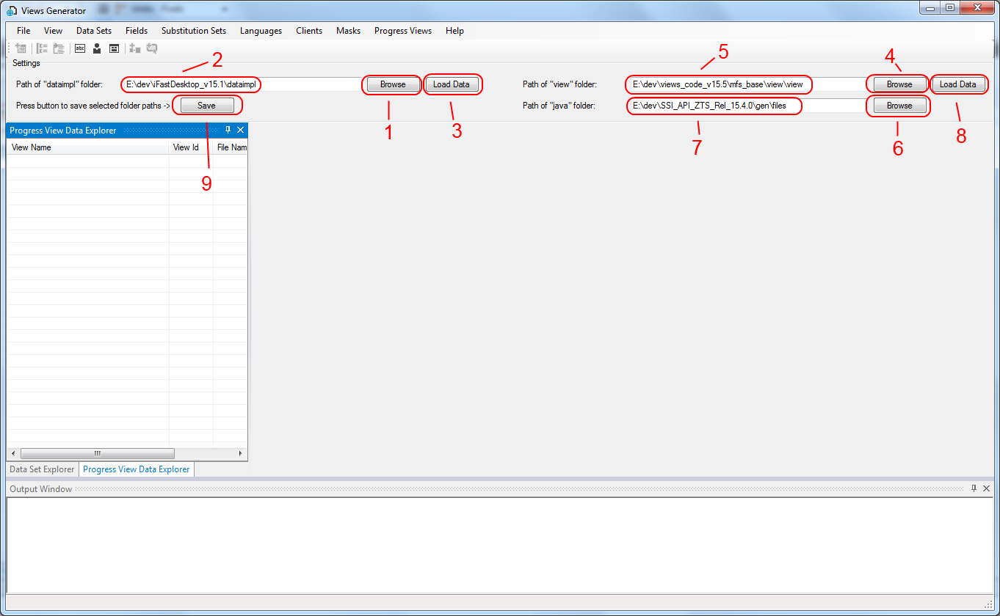 Views Generator
File View Data Sets Fields Substitution Sets Languages Clients Masks Progress Views Help
abc
Settings
2
5
4
Path of "dataimpl" folder: E:\dev\iFastDesktop_v15.1\dataimpl Browse Load Data Path of "view" folder: E:\dev\views_code_v15.5\mfs_base\view\view Browse Load Data
Press button to save selected folder paths -> Save Path of "java" folder: E:\dev\SSI_API_ZTS_Rel_15.4.0\gen\files Browse
1
3
7
6
8
Progress View Data Explorer
View Name View Id File Nam
9
Data Set Explorer Progress View Data Explorer
Output Window